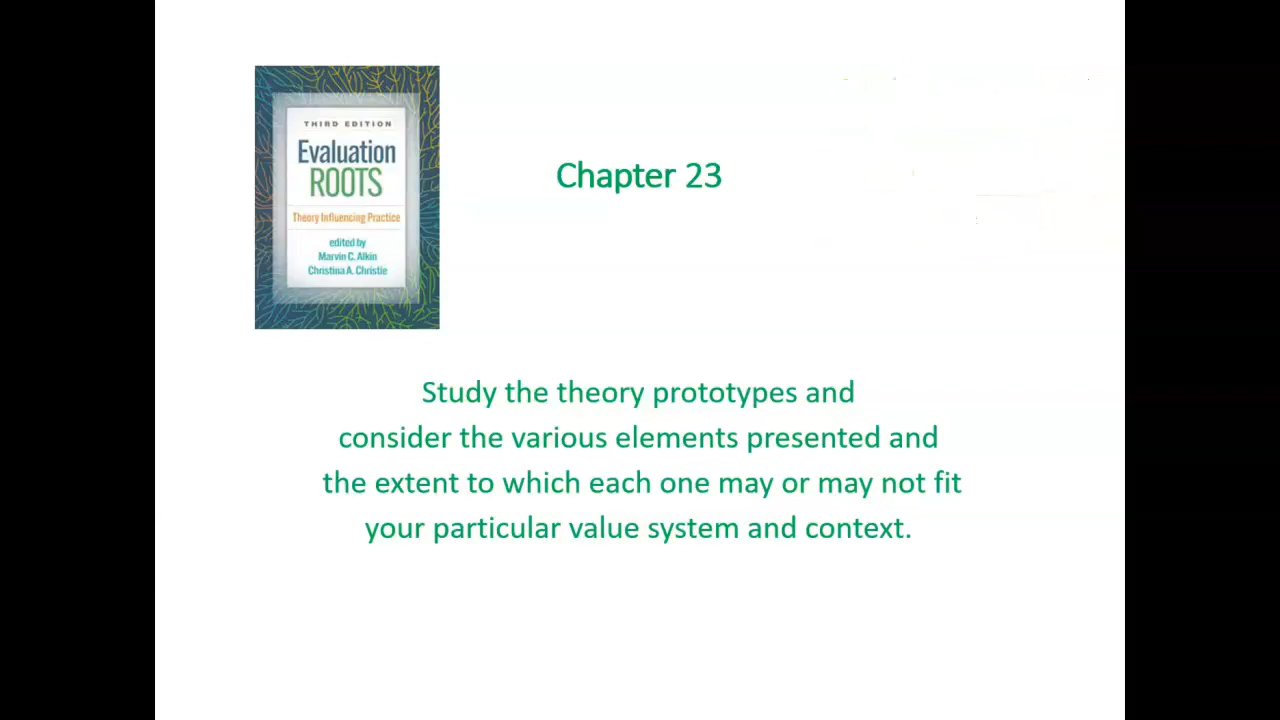 THIRD EDITION
Evaluation
ROOTS
Theory Influencing Practice
edited by
Marvin C. Alkin
Christina A. Christie
Chapter 23
Study the theory prototypes and
consider the various elements presented and
the extent to which each one may or may not fit
your particular value system and context.